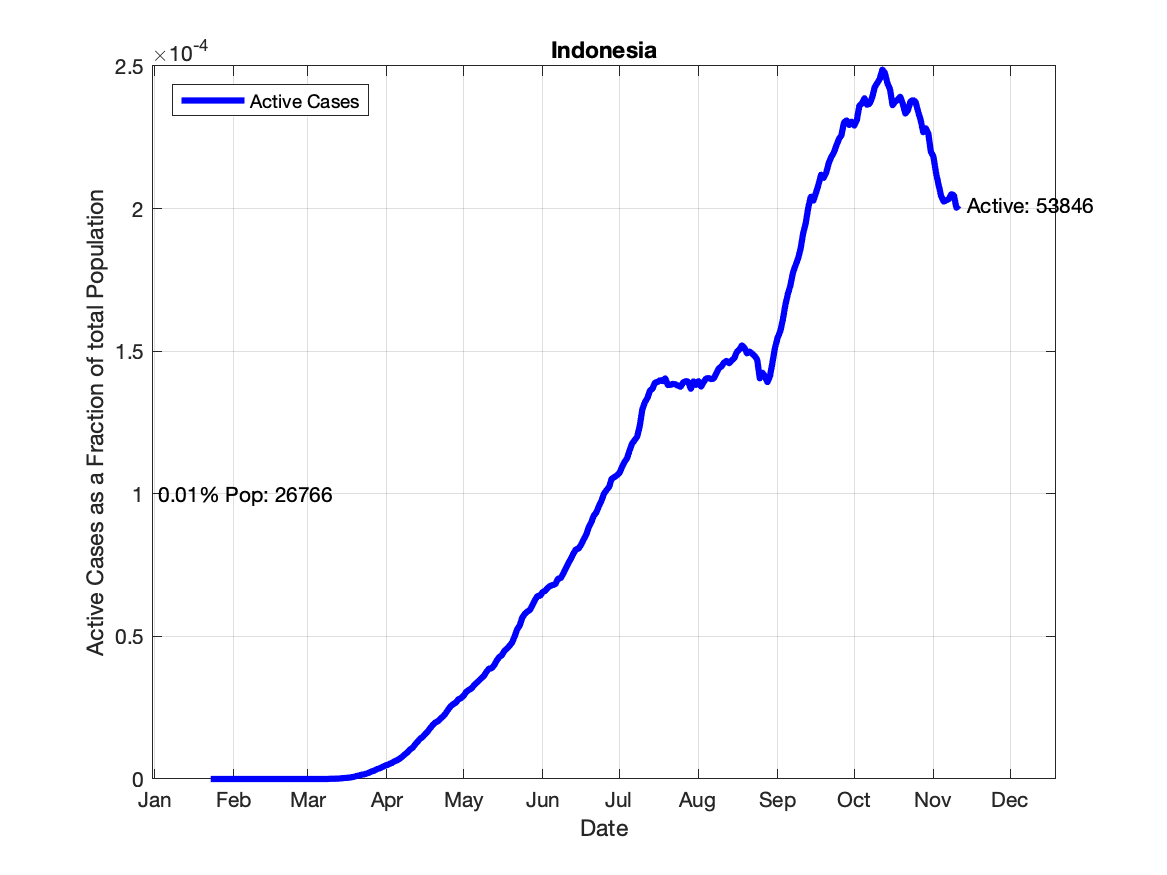 Indonesia
×10-4
2.5
2
1.5
1
0.5
0
Active Cases
Active: 53846
0.01% Pop: 26766
Active Cases as a Fraction of total Population
Jan Feb Mar Apr May Jun Jul Aug Sep Oct Nov Dec
Date